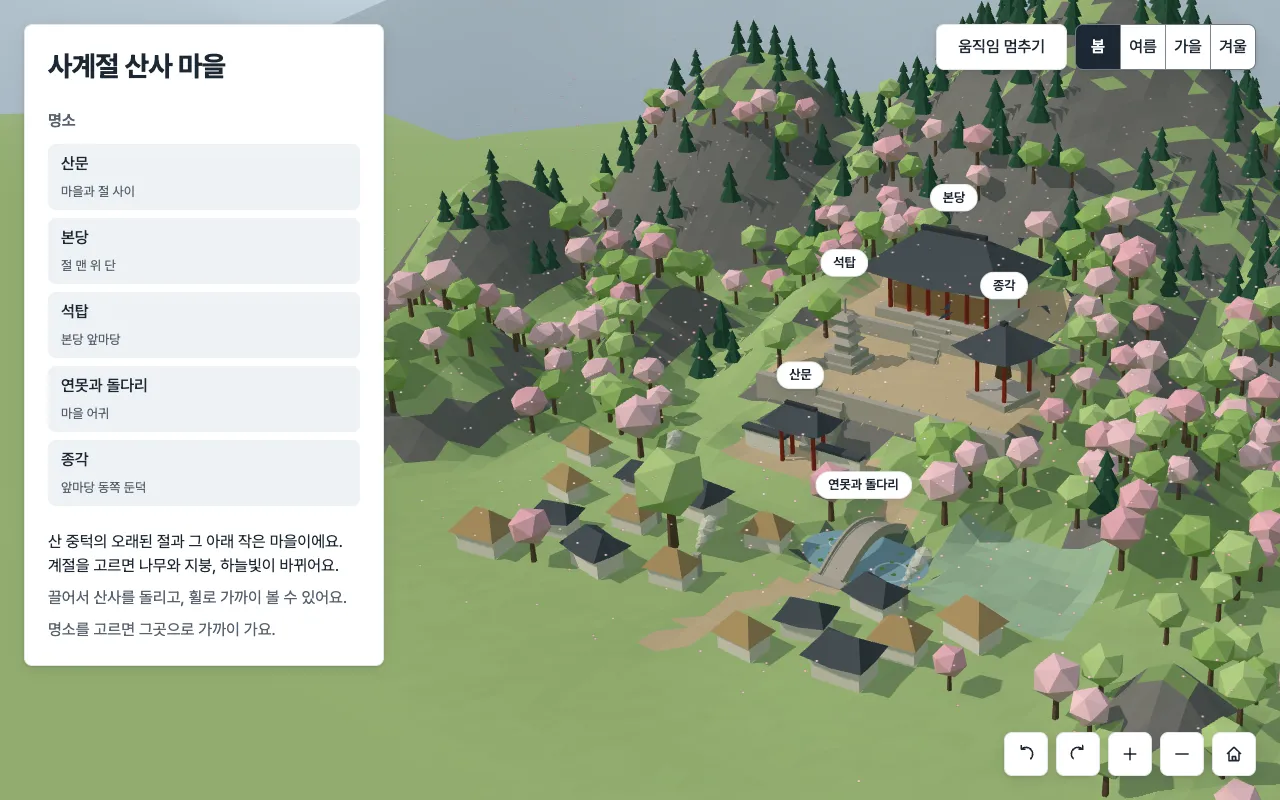 사계절 산사 마을
명소
산문
마을과 절 사이
본당
절 맨 위 단
석탑
본당 앞마당
연못과 돌다리
마을 어귀
종각
앞마당 동쪽 둔덕
산 중턱의 오래된 절과 그 아래 작은 마을이에요.
계절을 고르면 나무와 지붕, 하늘빛이 바뀌어요.
끌어서 산사를 돌리고, 휠로 가까이 볼 수 있어요.
명소를 고르면 그곳으로 가까이 가요.
움직임 멈추기
봄 여름 가을 겨울
본당
석탑
종각
산문
연못과 돌다리